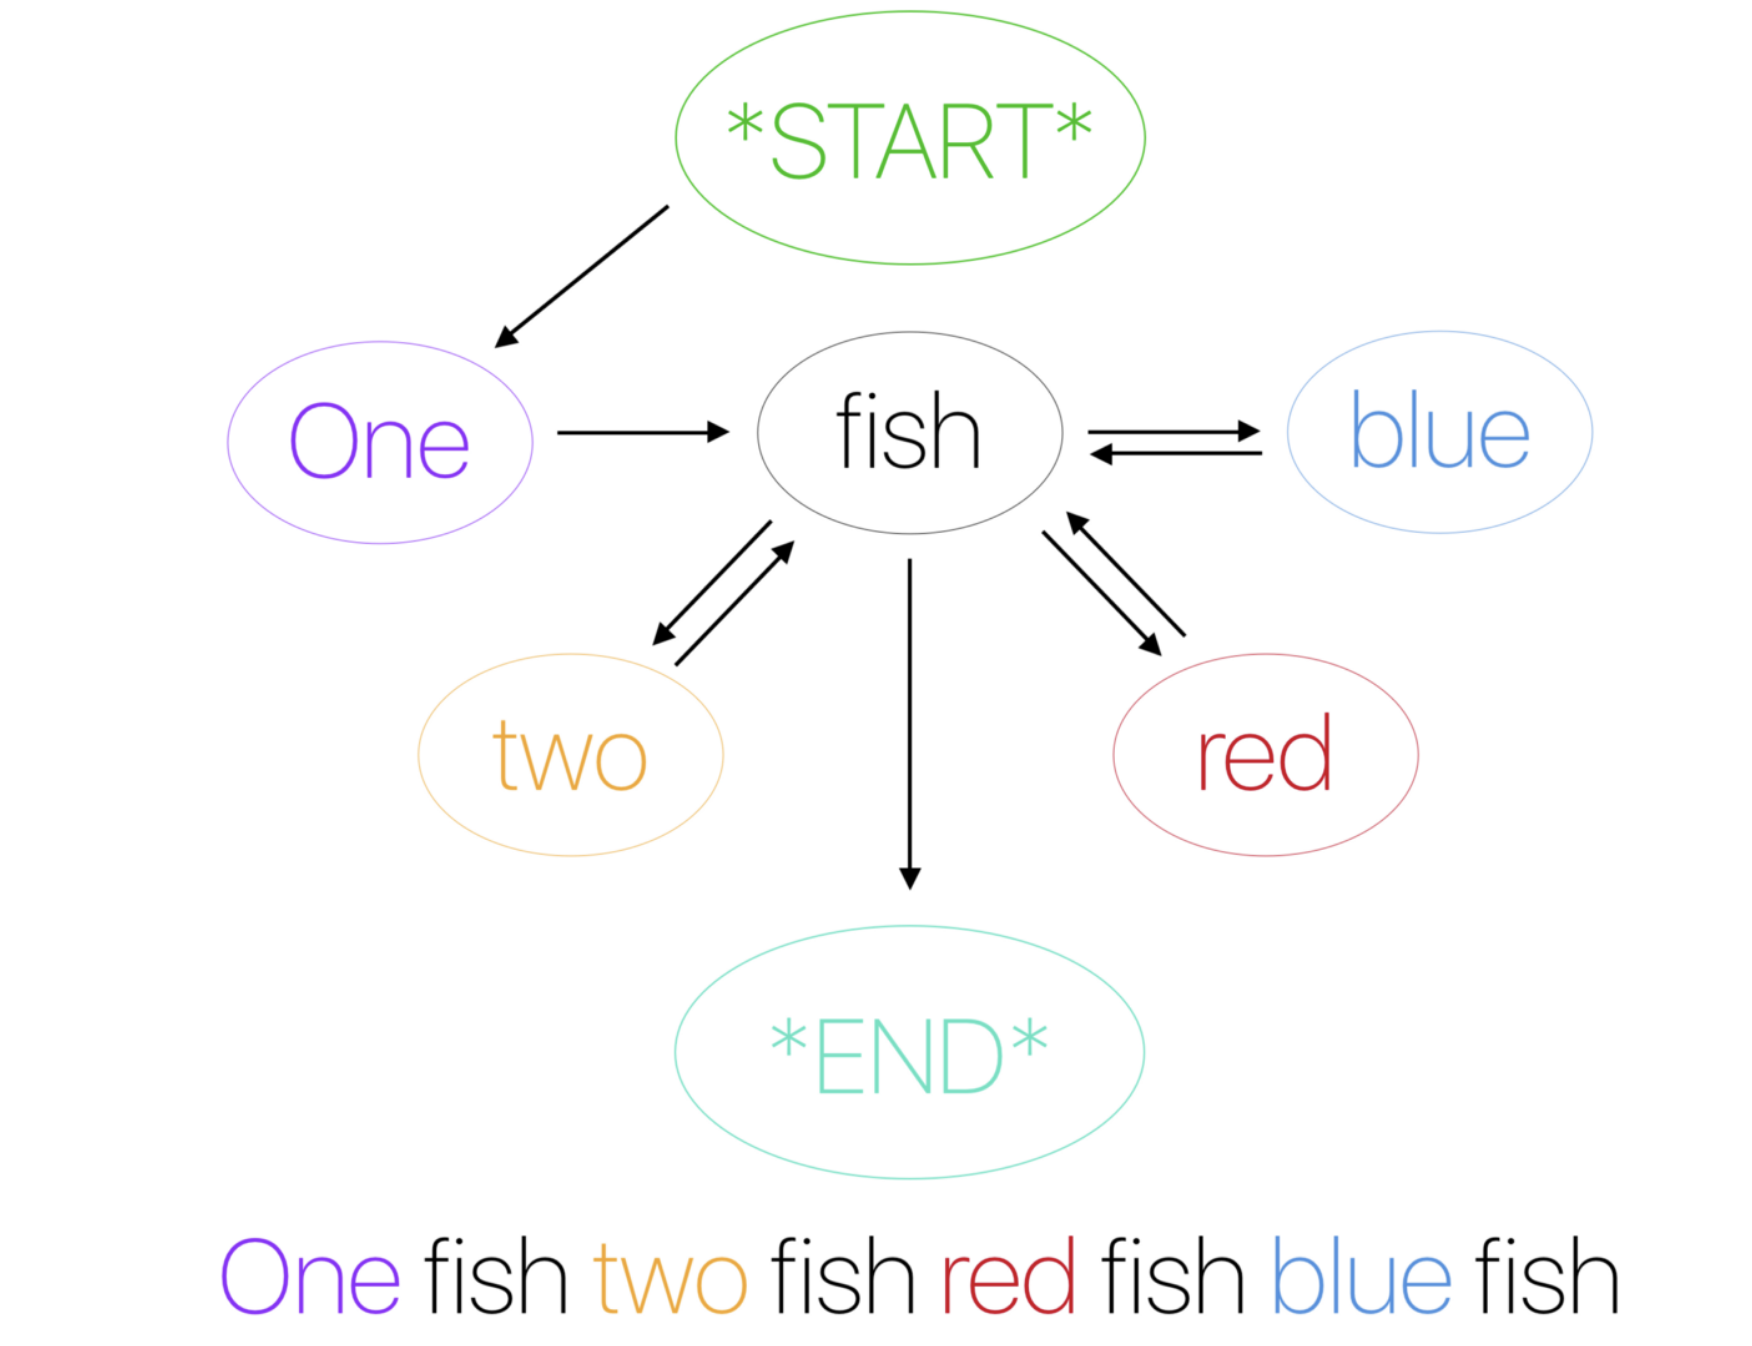 *START*
One fish blue
two red
*END*
One fish two fish red fish blue fish